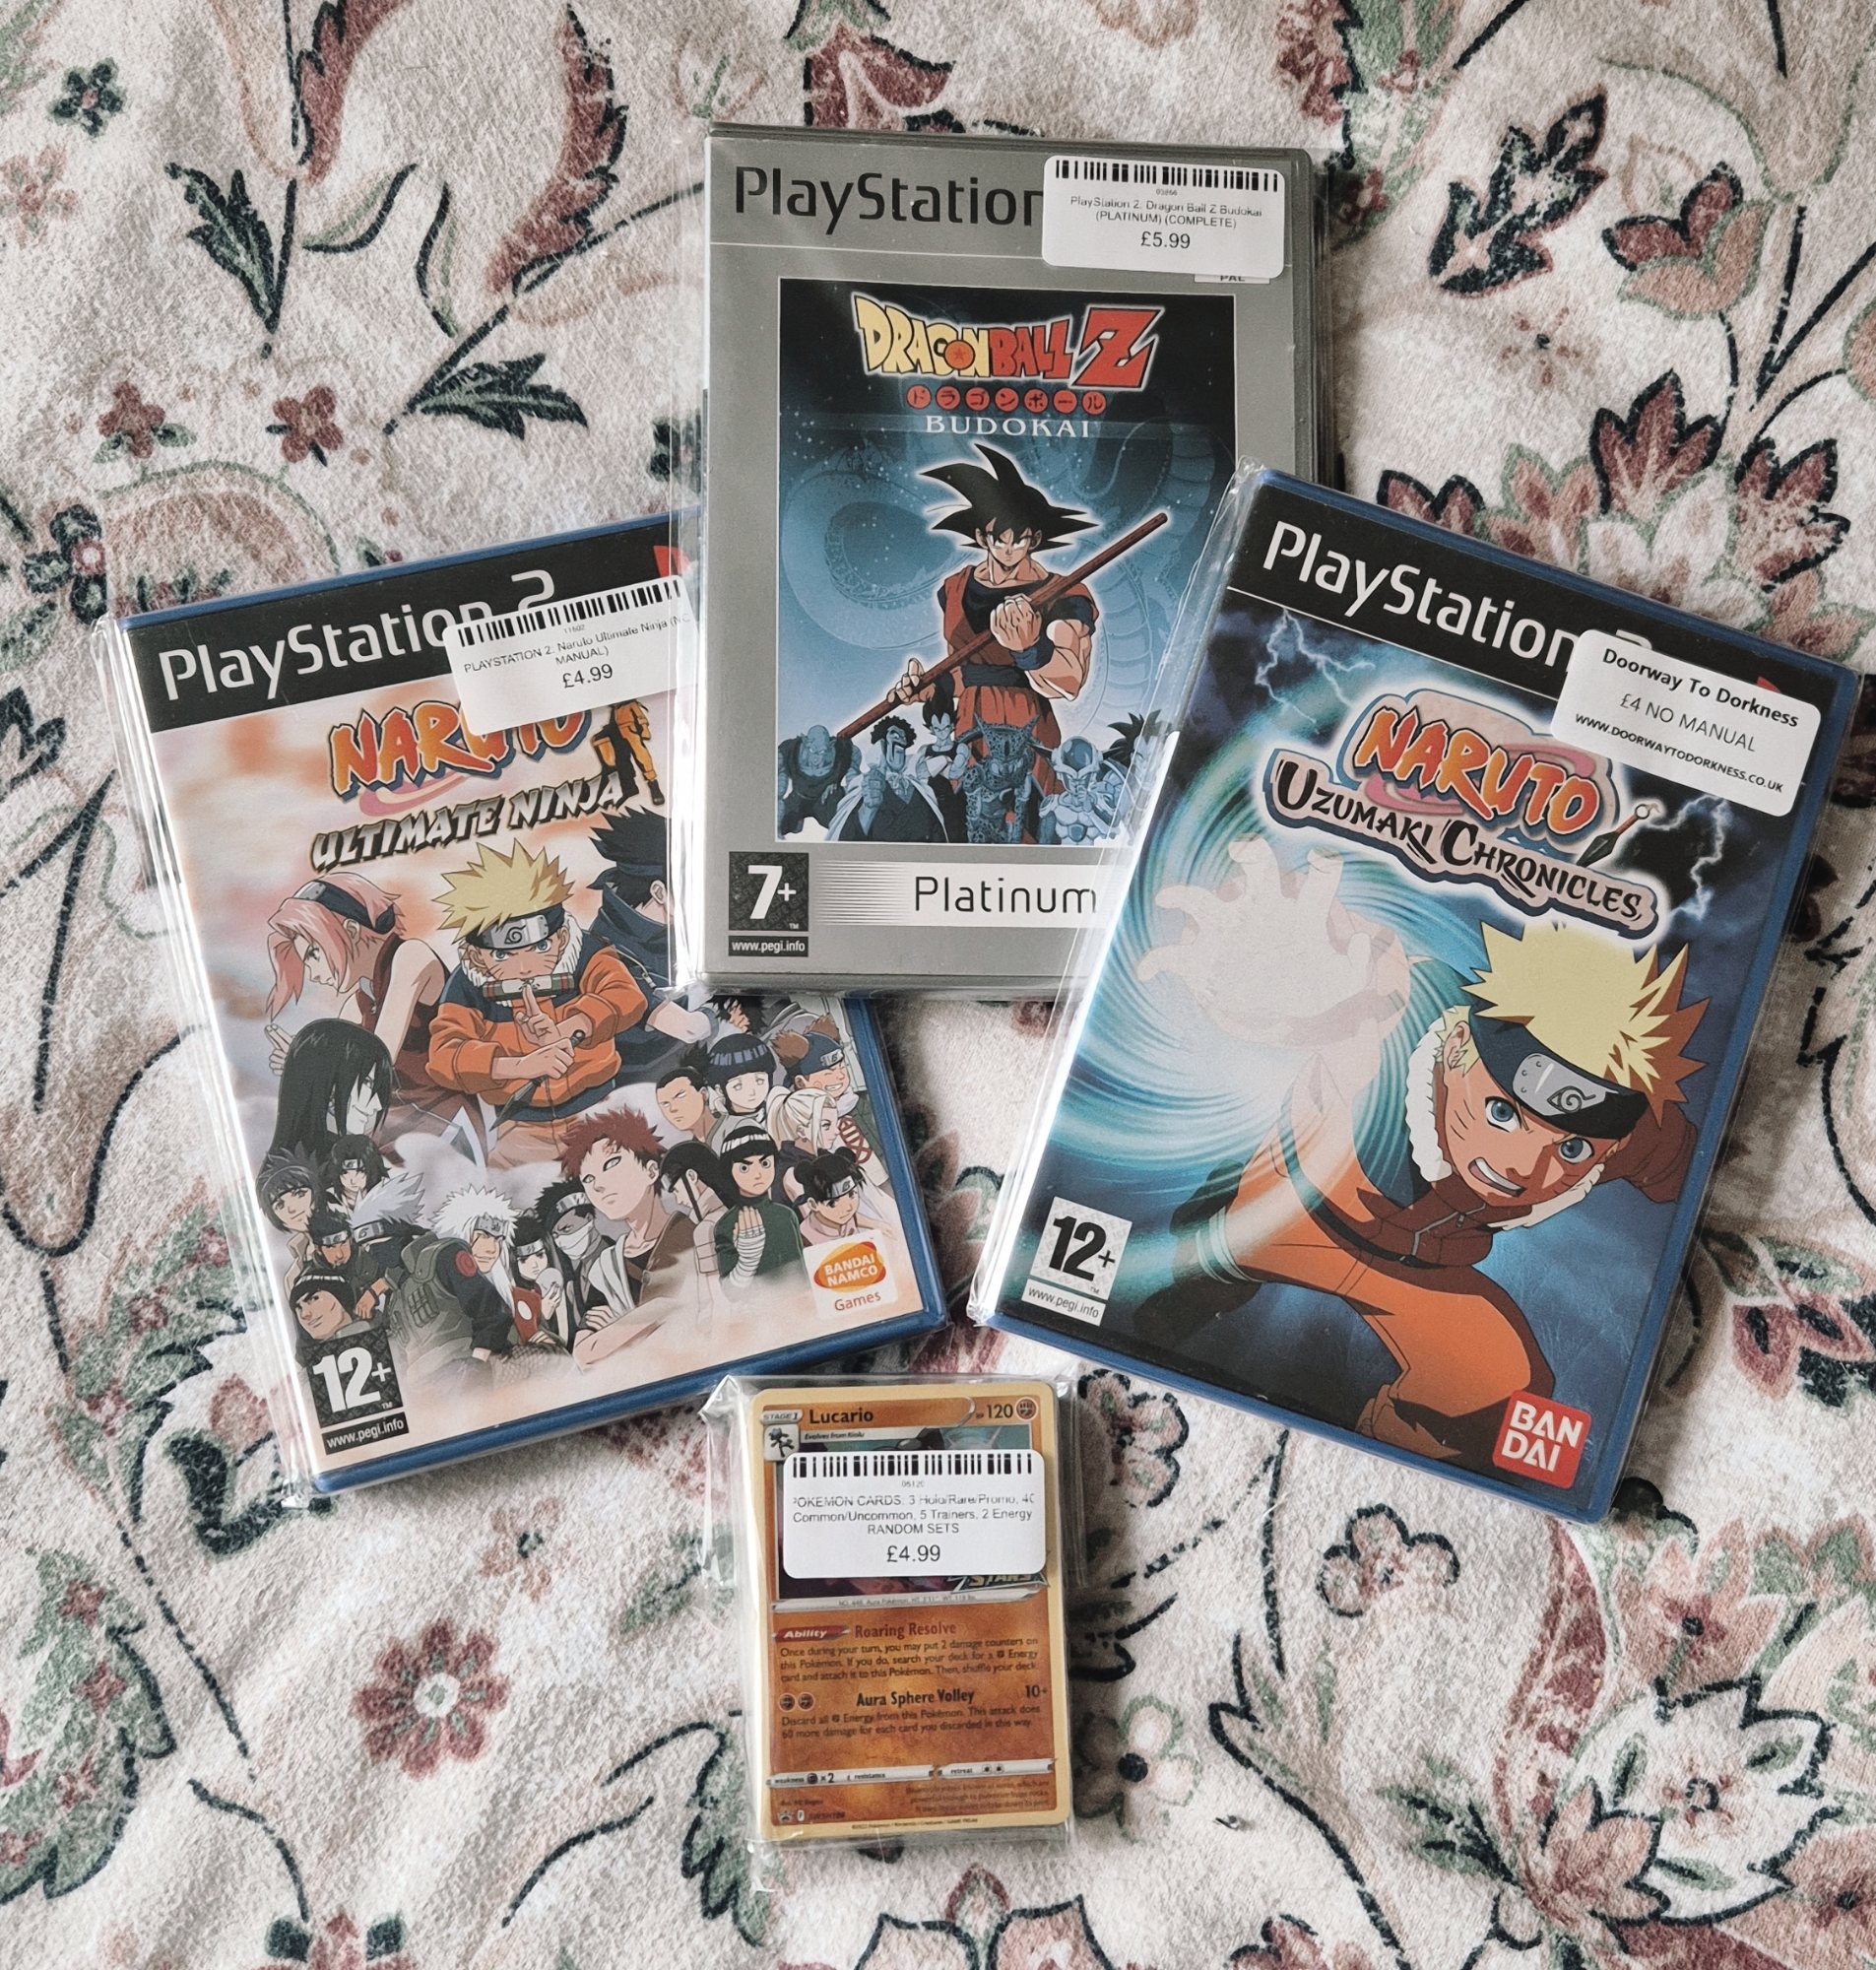 PlayStation
03866
PlayStation 2. Dragon Ball Z Budokai
(PLATINUM) (COMPLETE)
£5.99
PAL
DRAGONBALL Z
ドラゴンボール
BUDOKAI
7+
www.pegi.info
Platinum
PlayStation 2
11602
PLAYSTATION 2. Naruto Ultimate Ninja (NO
MANUAL)
£4.99
NARUTO
ULTIMATE NINJA
BANDAI
NAMCO
Games
12+
www.pegi.info
PlayStation 2
Doorway To Dorkness
£4 NO MANUAL
WWW.DOORWAYTODORKNESS.CO.UK
NARUTO
UZUMAKI CHRONICLES
12+
www.pegi.info
BAN
DAI
STAGE 1 Lucario HP 120
Evolves from Riolu
POKEMON CARDS. 3 Holo/Rare/Promo, 40
Common/Uncommon, 5 Trainers, 2 Energy
RANDOM SETS
£4.99
STARS
Ability Roaring Resolve
Once during your turn, you may put 2 damage counters on
this Pokémon. If you do, search your deck for a Energy
card and attach it to this Pokémon. Then, shuffle your deck.
Aura Sphere Volley 10+
Discard all Energy from this Pokémon. This attack does
60 more damage for each card you discarded in this way.
weakness ×2 resistance retreat